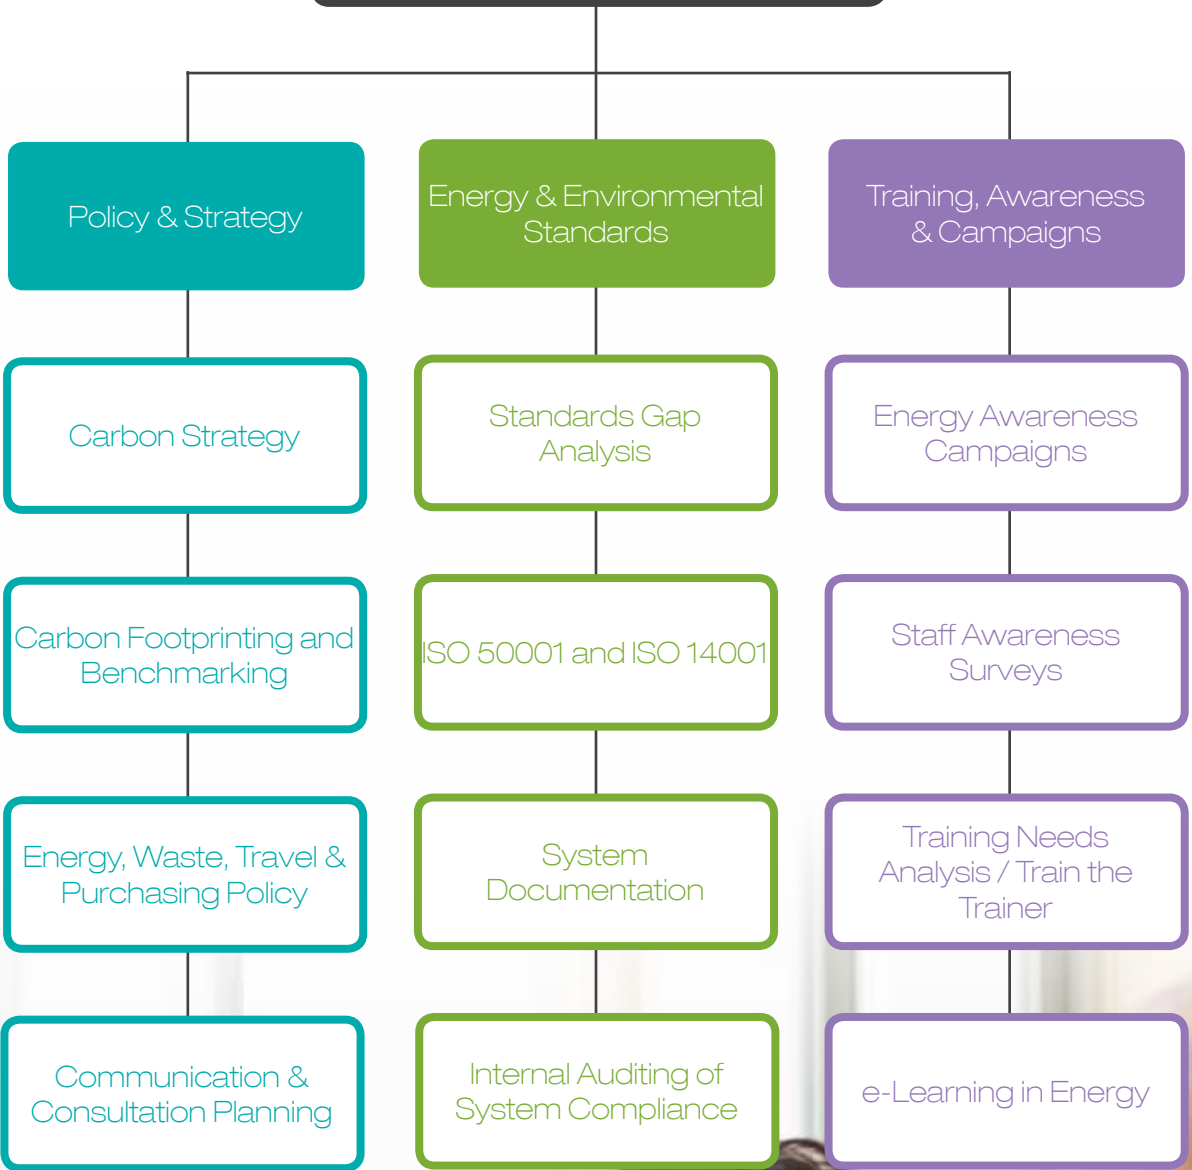 Policy & Strategy
Energy & Environmental
Standards
Training, Awareness
& Campaigns
Carbon Strategy
Standards Gap
Analysis
Energy Awareness
Campaigns
Carbon Footprinting and
Benchmarking
ISO 50001 and ISO 14001
Staff Awareness
Surveys
Energy, Waste, Travel &
Purchasing Policy
System
Documentation
Training Needs
Analysis / Train the
Trainer
Communication &
Consultation Planning
Internal Auditing of
System Compliance
e-Learning in Energy